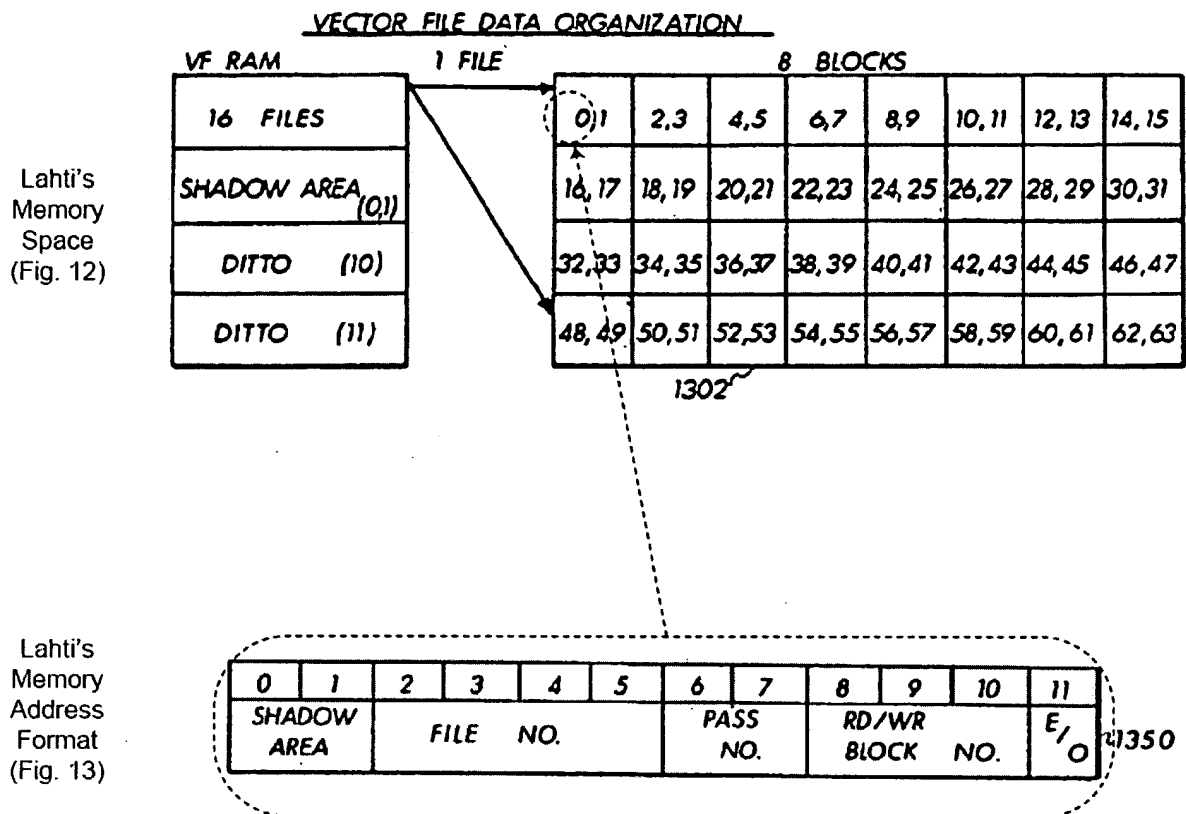 VECTOR FILE DATA ORGANIZATION
VF RAM 1 FILE 8 BLOCKS
16 FILES
SHADOW AREA (0,1)
DITTO (10)
DITTO (11)
0,1 2,3 4,5 6,7 8,9 10,11 12,13 14,15
16,17 18,19 20,21 22,23 24,25 26,27 28,29 30,31
32,33 34,35 36,37 38,39 40,41 42,43 44,45 46,47
48,49 50,51 52,53 54,55 56,57 58,59 60,61 62,63
1302
Lahti's
Memory
Space
(Fig. 12)
Lahti's
Memory
Address
Format
(Fig. 13)
0 1 2 3 4 5 6 7 8 9 10 11
SHADOW
AREA
FILE NO.
PASS
NO.
RD/WR
BLOCK NO.
E/O
1350